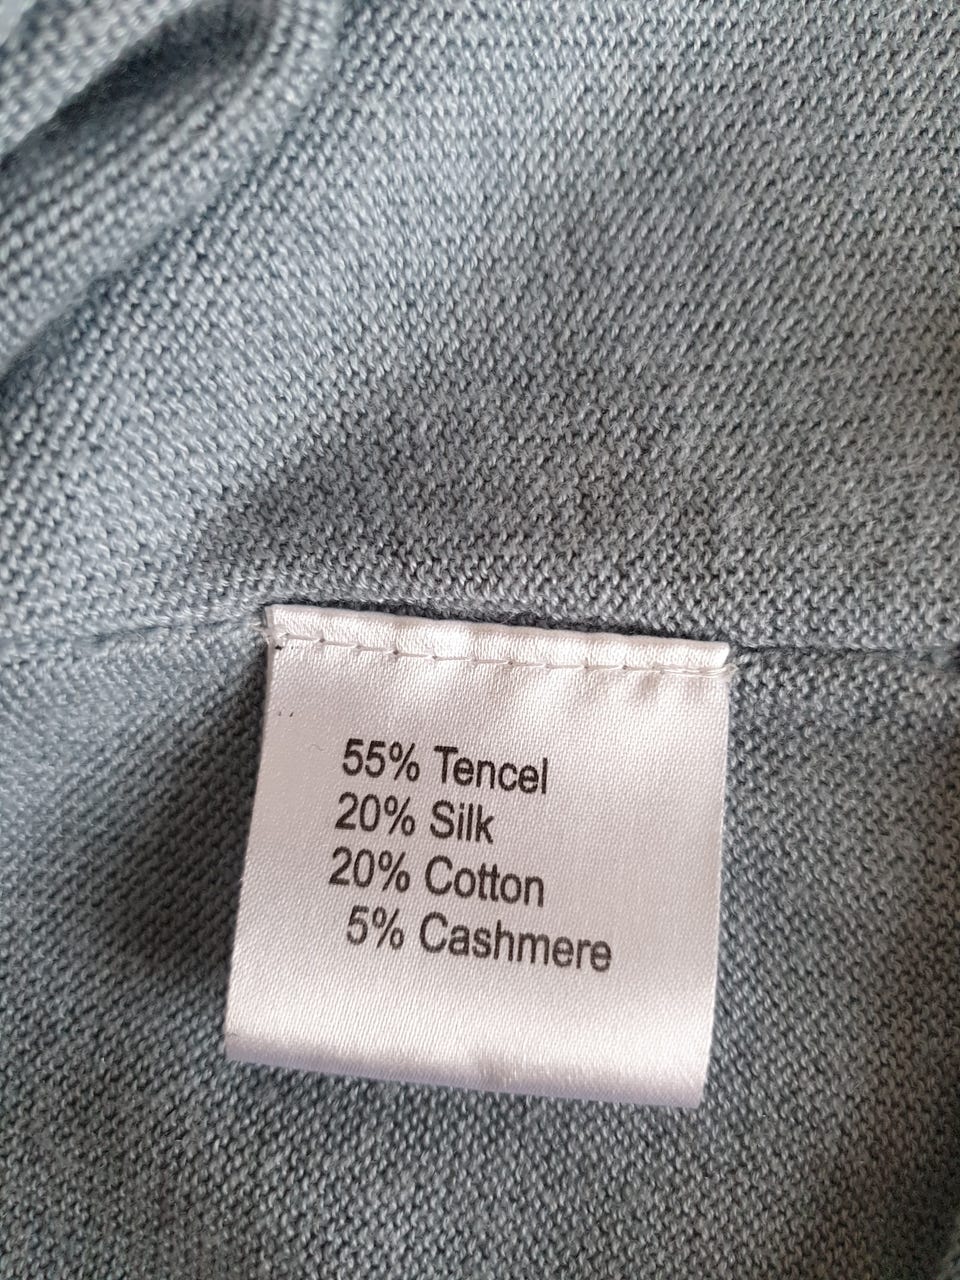 55% Tencel
20% Silk
20% Cotton
5% Cashmere